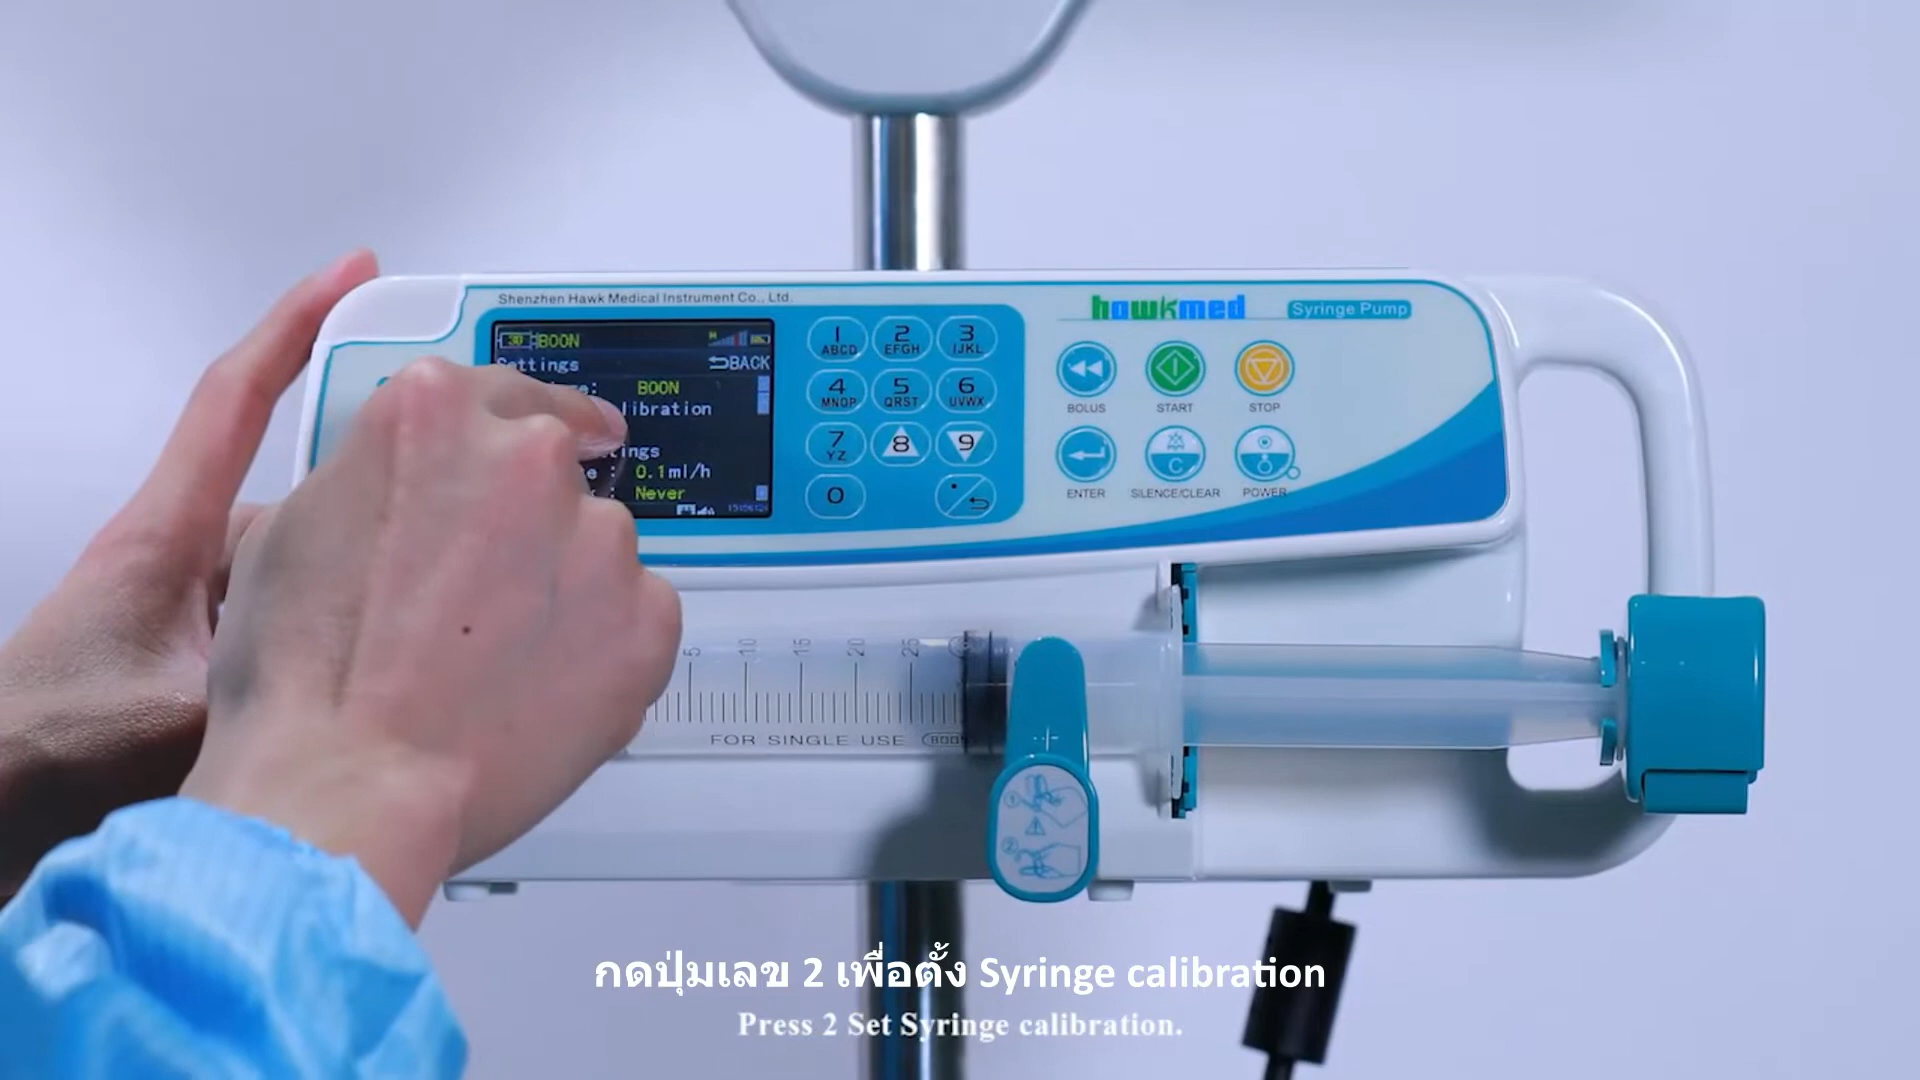 Shenzhen Hawk Medical Instrument Co., Ltd.
hawkmed
Syringe Pump
30 BOON
Settings BACK
BOON
libration
ings
0.1ml/h
Never
1 2 3
ABCD EFGH IJKL
4 5 6
MNOP QRST UVWX
7 8 9
YZ
0
BOLUS START STOP
C
ENTER SILENCE/CLEAR POWER
5 10 15 20 25
FOR SINGLE USE
1
2
กดปุ่มเลข 2 เพื่อตั้ง Syringe calibration
Press 2 Set Syringe calibration.